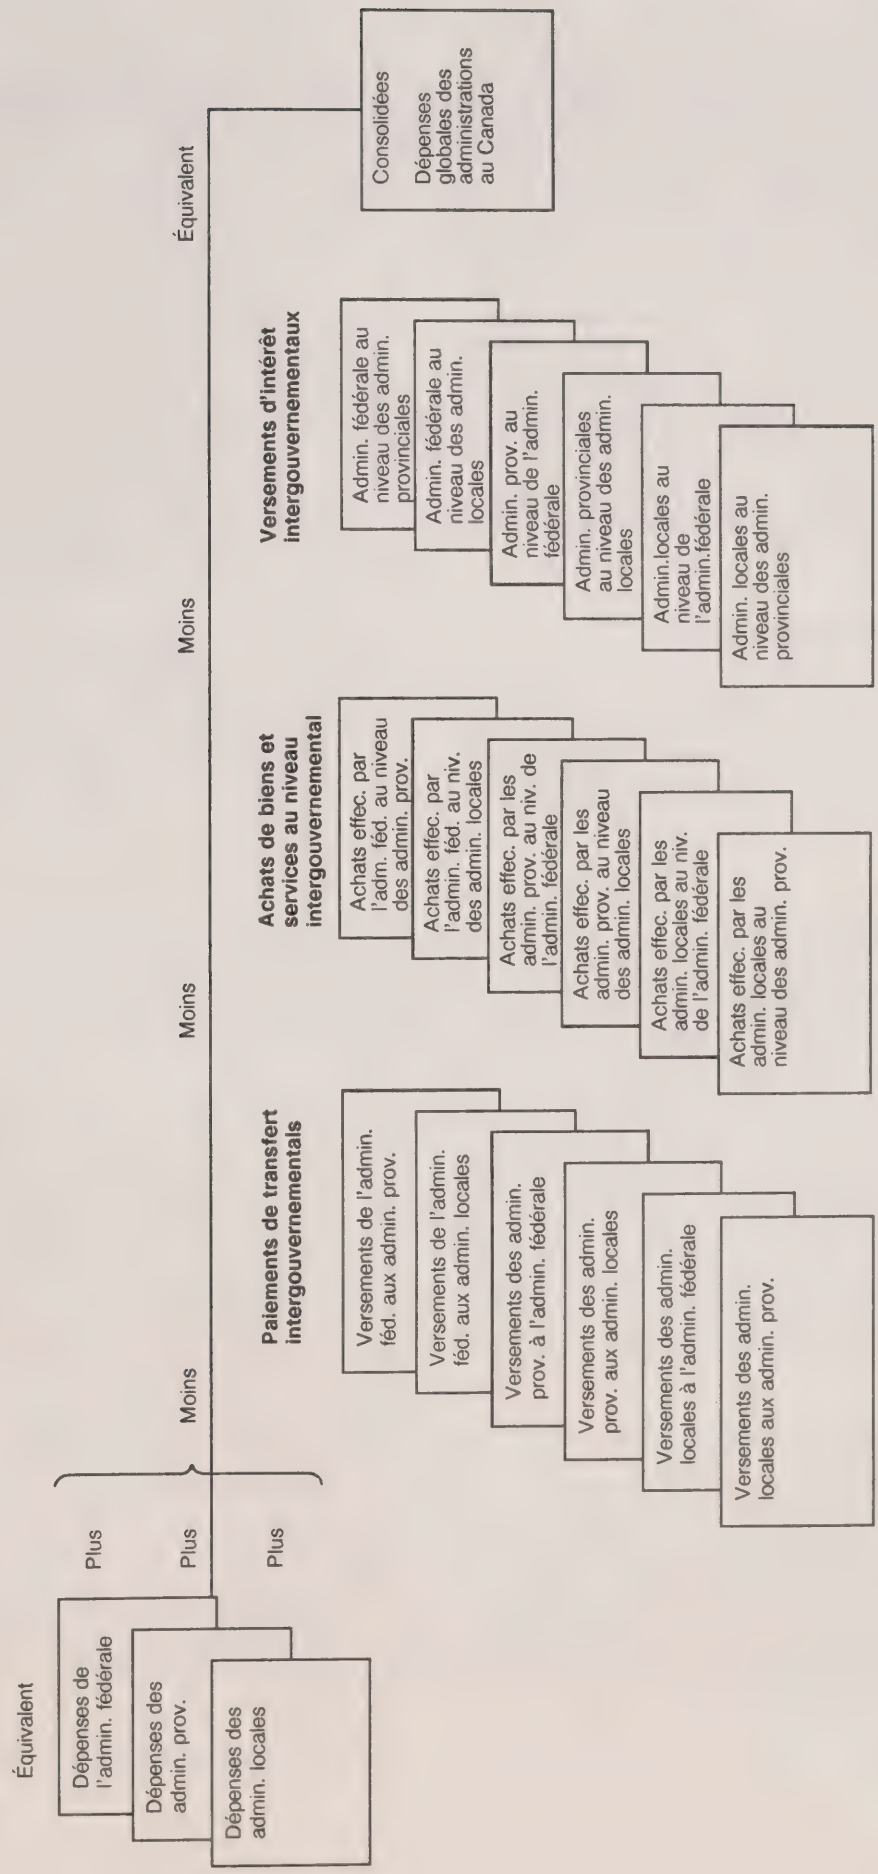 Équivalent
Dépenses de
l'admin. fédérale
Dépenses des
admin. prov.
Dépenses des
admin. locales
Plus
Plus
Plus
Moins
Paiements de transfert
intergouvernementals
Versements de l'admin.
féd. aux admin. prov.
Versements de l'admin.
féd. aux admin. locales
Versements des admin.
prov. à l'admin. fédérale
Versements des admin.
prov. aux admin. locales
Versements des admin.
locales à l'admin. fédérale
Versements des admin.
locales aux admin. prov.
Moins
Achats de biens et
services au niveau
intergouvernemental
Achats effec. par
l'adm. féd. au niveau
des admin. prov.
Achats effec. par
l'admin. féd. au niv.
des admin. locales
Achats effec. par les
admin. prov. au niv. de
l'admin. fédérale
Achats effec. par les
admin. prov. au niveau
des admin. locales
Achats effec. par les
admin. locales au niv.
de l'admin. fédérale
Achats effec. par les
admin. locales au
niveau des admin. prov.
Moins
Versements d'intérêt
intergouvernementaux
Admin. fédérale au
niveau des admin.
provinciales
Admin. fédérale au
niveau des admin.
locales
Admin. prov. au
niveau de l'admin.
fédérale
Admin. provinciales
au niveau des admin.
locales
Admin.locales au
niveau de
l'admin.fédérale
Admin. locales au
niveau des admin.
provinciales
Équivalent
Consolidées
Dépenses
globales des
administrations
au Canada